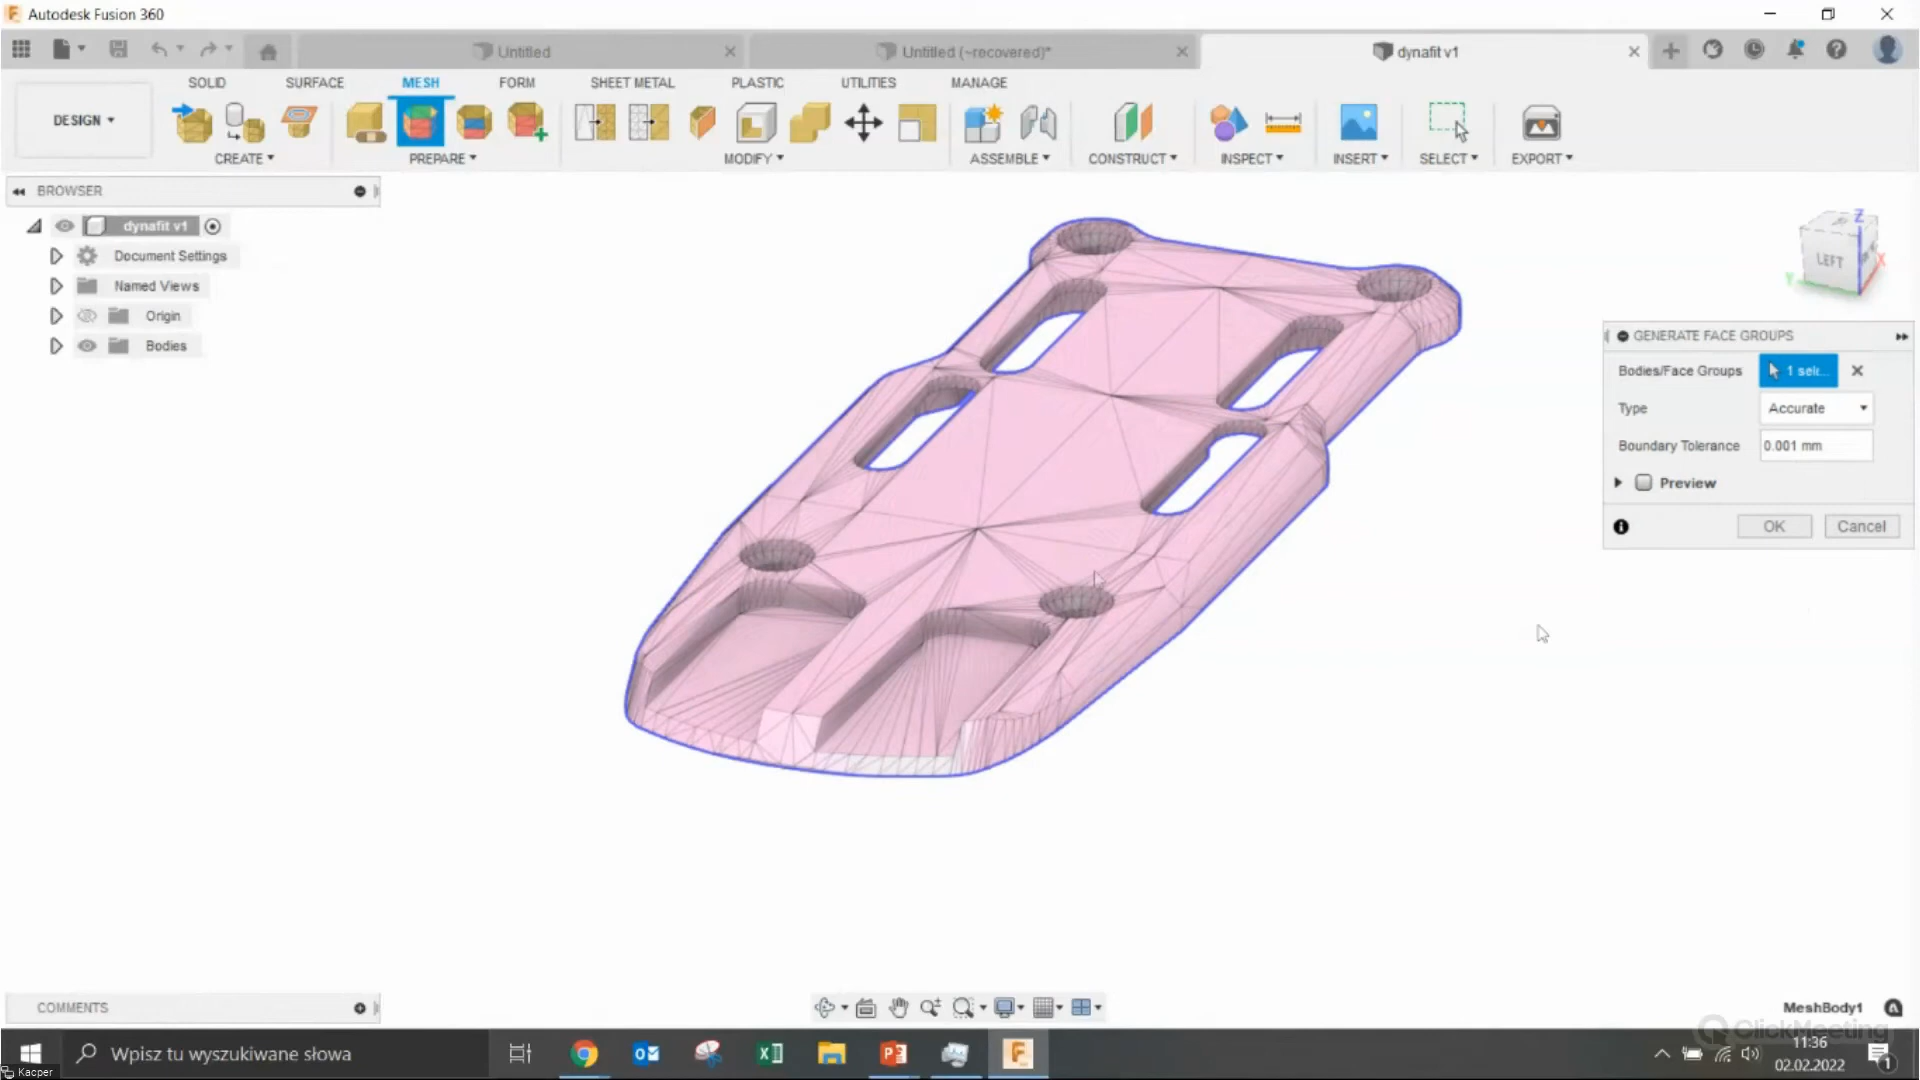 Autodesk Fusion 360
Untitled
Untitled (~recovered)*
dynafit v1
SOLID
SURFACE
MESH
FORM
SHEET METAL
PLASTIC
UTILITIES
MANAGE
DESIGN
CREATE
PREPARE
MODIFY
ASSEMBLE
CONSTRUCT
INSPECT
INSERT
SELECT
EXPORT
BROWSER
dynafit v1
Document Settings
Named Views
Origin
Bodies
Z
LEFT
X
Y
GENERATE FACE GROUPS
Bodies/Face Groups
1 sele...
Type
Accurate
Boundary Tolerance
0.001 mm
Preview
OK
Cancel
COMMENTS
MeshBody1
ClickMeeting
Wpisz tu wyszukiwane słowa
11:36
02.02.2022
1
Kacper